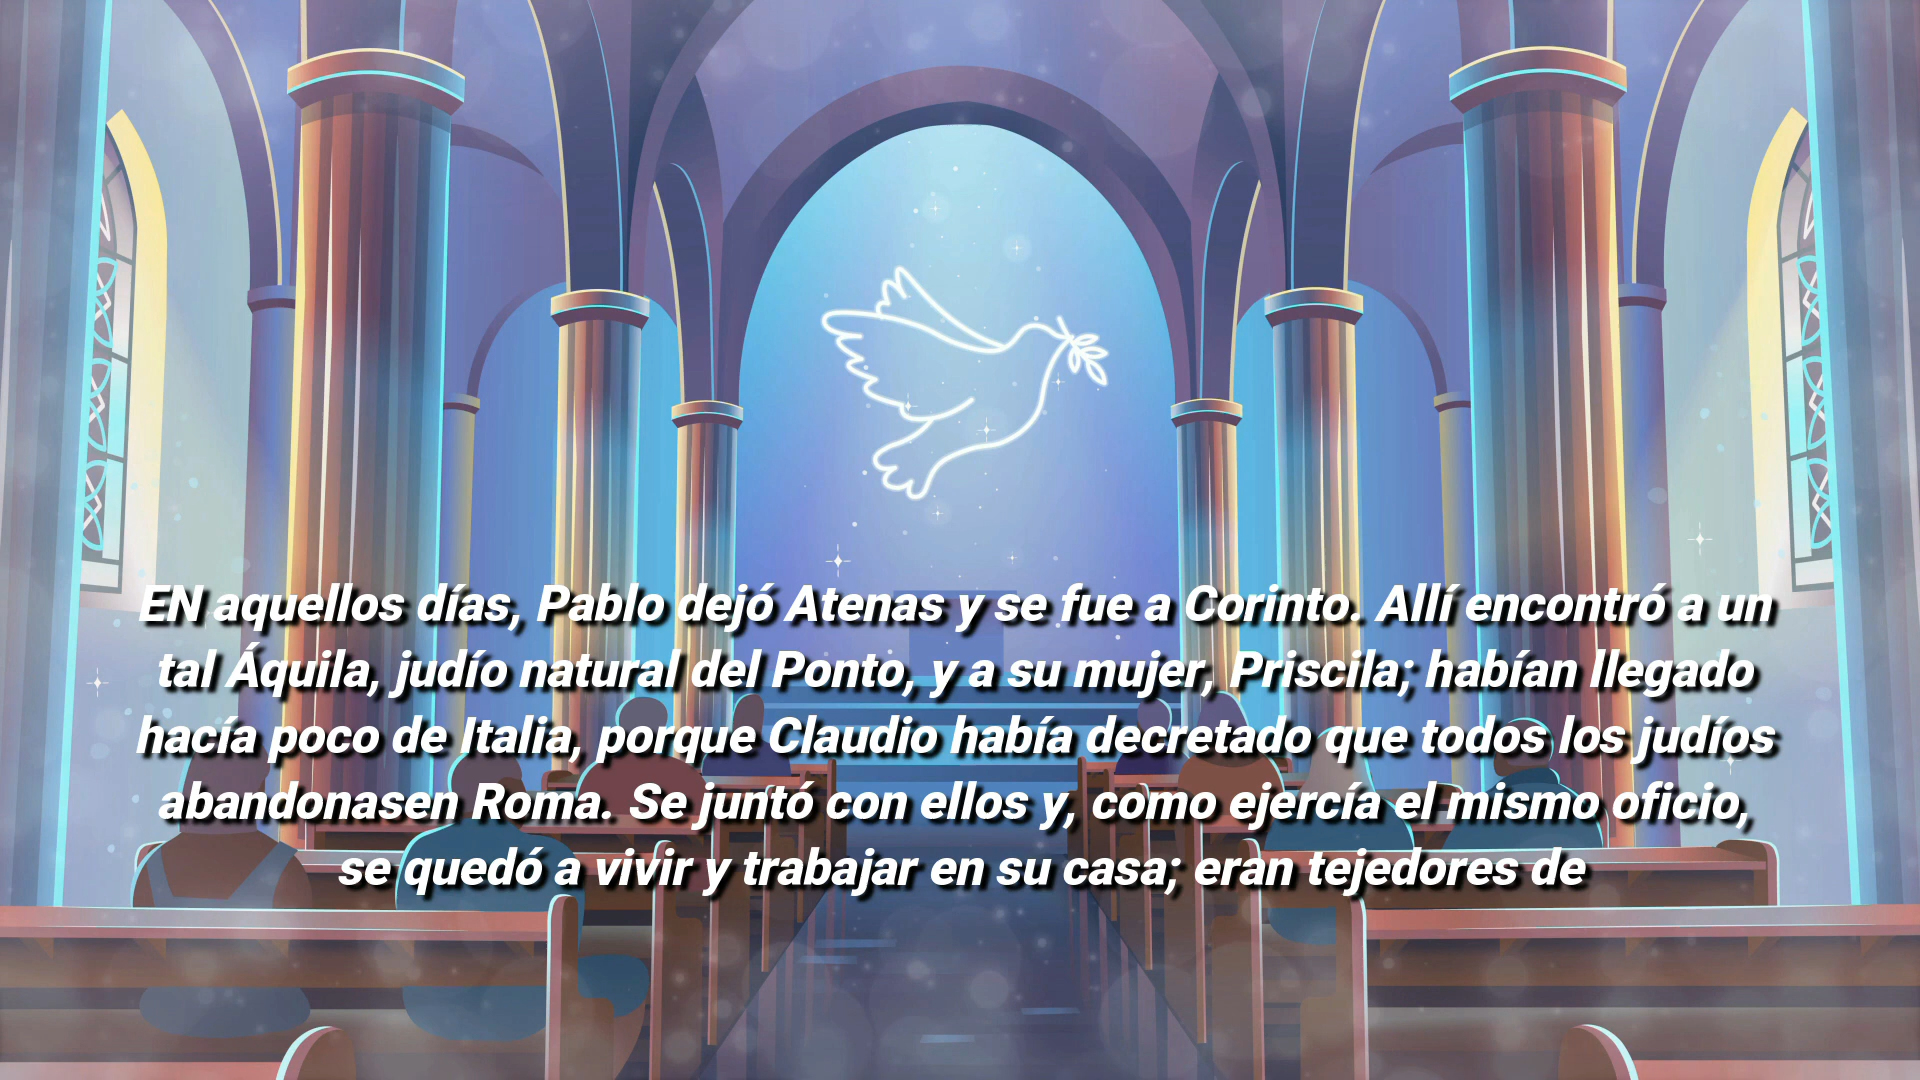 EN aquellos días, Pablo dejó Atenas y se fue a Corinto. Allí encontró a un
tal Áquila, judío natural del Ponto, y a su mujer, Priscila; habían llegado
hacía poco de Italia, porque Claudio había decretado que todos los judíos
abandonasen Roma. Se juntó con ellos y, como ejercía el mismo oficio,
se quedó a vivir y trabajar en su casa; eran tejedores de